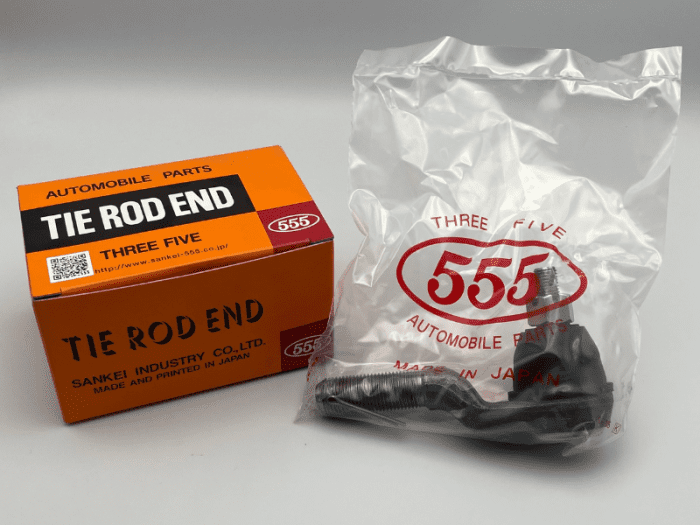 AUTOMOBILE PARTS
TIE ROD END
555
THREE FIVE
http://www.sankei-555.co.jp/
TIE ROD END
SANKEI INDUSTRY CO.,LTD.
MADE AND PRINTED IN JAPAN
555
THREE FIVE
555
AUTOMOBILE PARTS
MADE IN JAPAN